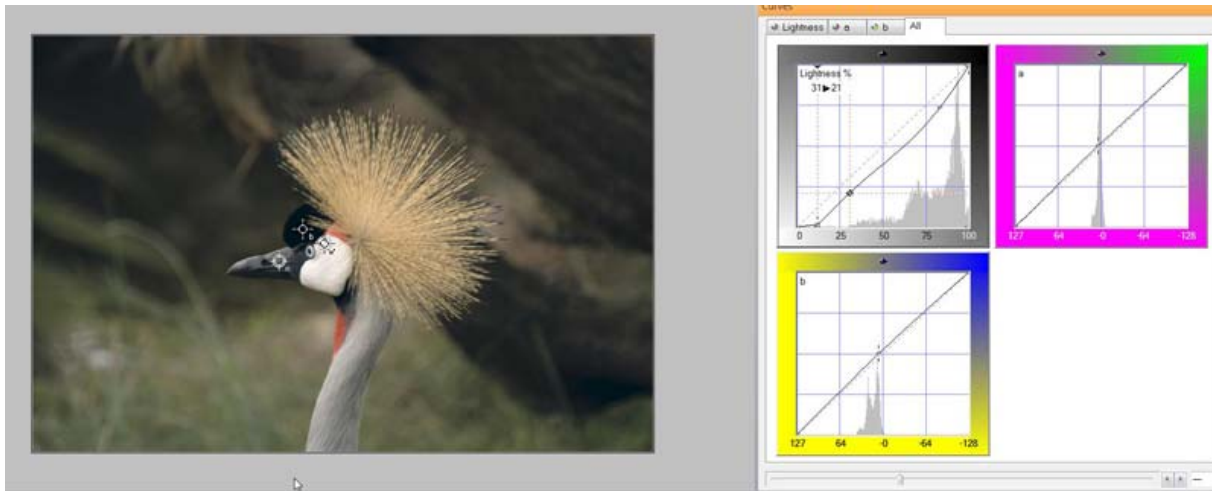 Curves
Lightness a b All
Lightness %
31▶21
0 25 50 75 100
a
127 64 -0 -64 -128
b
127 64 -0 -64 -128